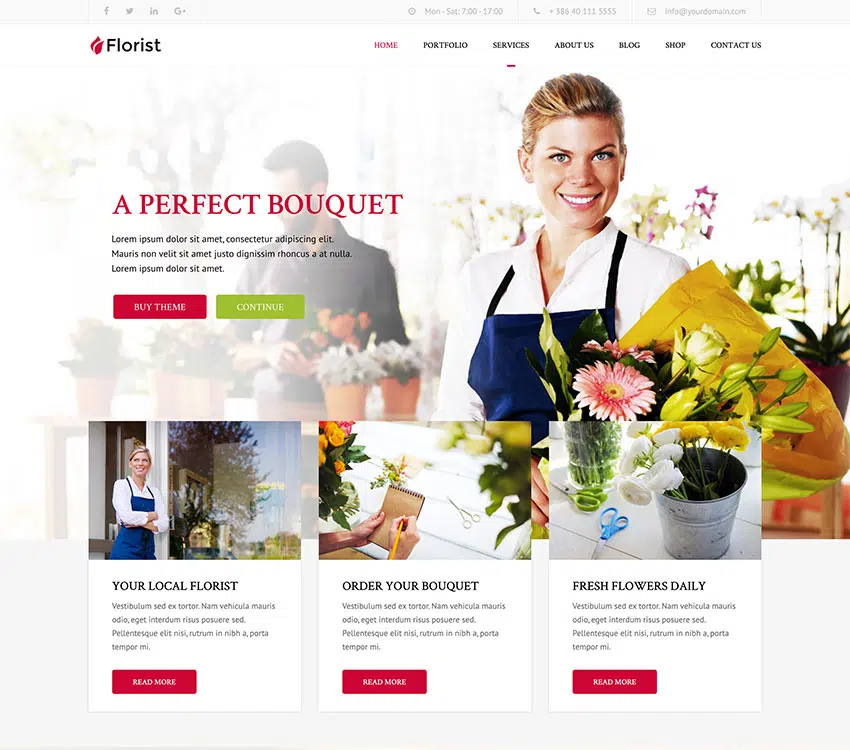 Mon - Sat: 7:00 - 17:00
+ 386 40 111 5555
info@yourdomain.com
Florist
HOME
PORTFOLIO
SERVICES
ABOUT US
BLOG
SHOP
CONTACT US
A PERFECT BOUQUET
Lorem ipsum dolor sit amet, consectetur adipiscing elit.
Mauris non velit sit amet justo dignissim rhoncus a at nulla.
Lorem ipsum dolor sit amet.
BUY THEME
CONTINUE
YOUR LOCAL FLORIST
Vestibulum sed ex tortor. Nam vehicula mauris
odio, eget interdum risus posuere sed.
Pellentesque elit nisi, rutrum in nibh a, porta
tempor mi.
READ MORE
ORDER YOUR BOUQUET
Vestibulum sed ex tortor. Nam vehicula mauris
odio, eget interdum risus posuere sed.
Pellentesque elit nisi, rutrum in nibh a, porta
tempor mi.
READ MORE
FRESH FLOWERS DAILY
Vestibulum sed ex tortor. Nam vehicula mauris
odio, eget interdum risus posuere sed.
Pellentesque elit nisi, rutrum in nibh a, porta
tempor mi.
READ MORE